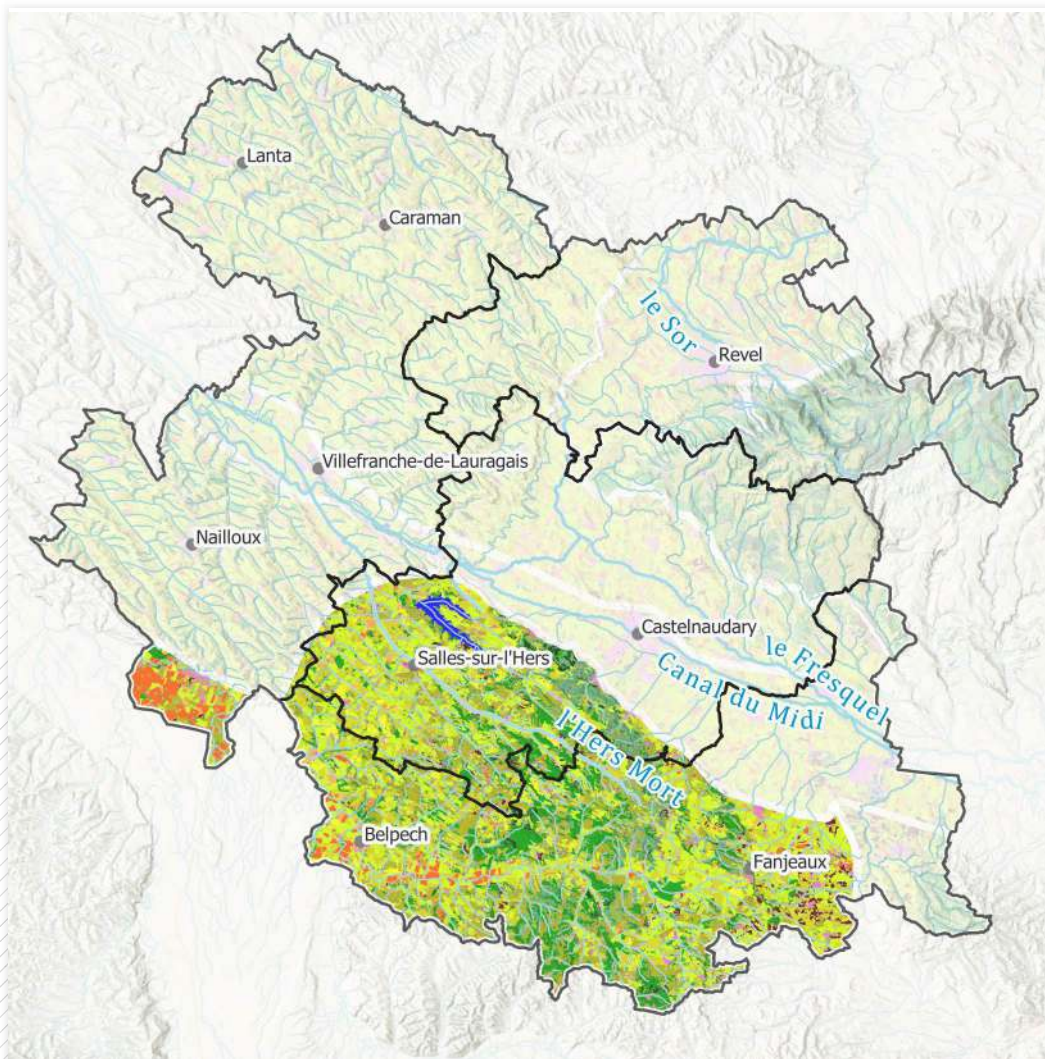 Lanta
Caraman
le Sor
Revel
Villefranche-de-Lauragais
Nailloux
Castelnaudary
Salles-sur-l'Hers
le Fresquel
Canal du Midi
l'Hers Mort
Belpech
Fanjeaux